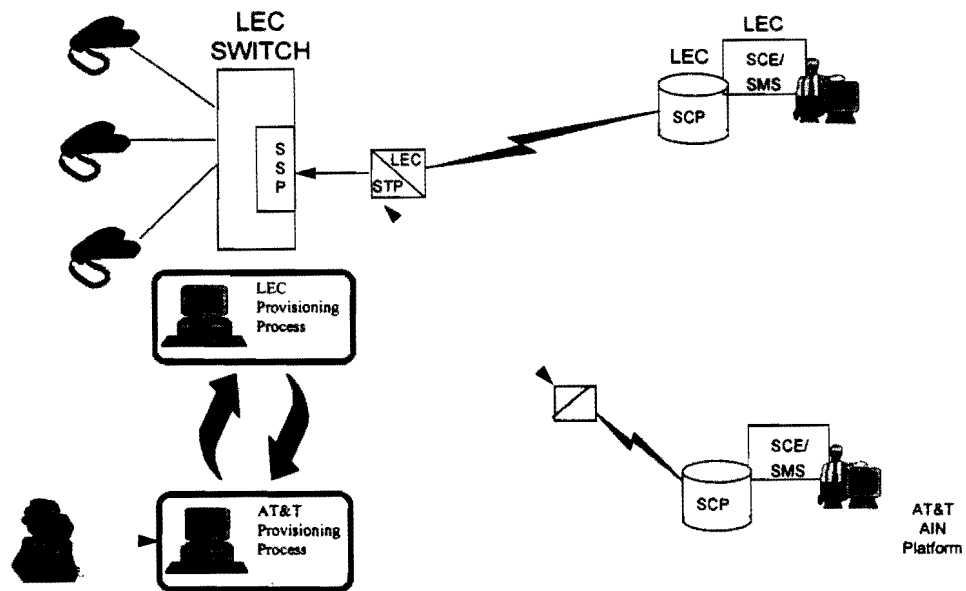 LEC
SWITCH
LEC
LEC
SCE/
SMS
SCP
S
S
P
LEC
STP
LEC
Provisioning
Process
SCE/
SMS
SCP
AT&T
AIN
Platform
AT&T
Provisioning
Process